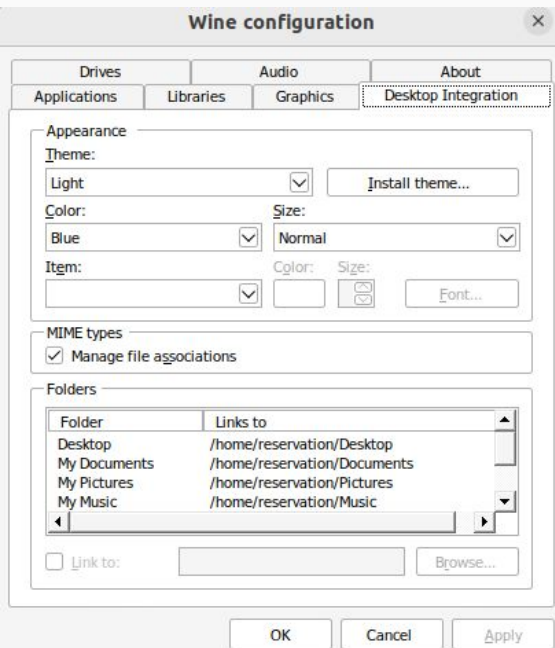 Wine configuration
Drives Audio About
Applications Libraries Graphics Desktop Integration
Appearance
Theme:
Light Install theme...
Color: Size:
Blue Normal
Item: Color: Size:
Font...
MIME types
Manage file associations
Folders
Folder Links to
Desktop /home/reservation/Desktop
My Documents /home/reservation/Documents
My Pictures /home/reservation/Pictures
My Music /home/reservation/Music
Link to: Browse...
OK Cancel Apply